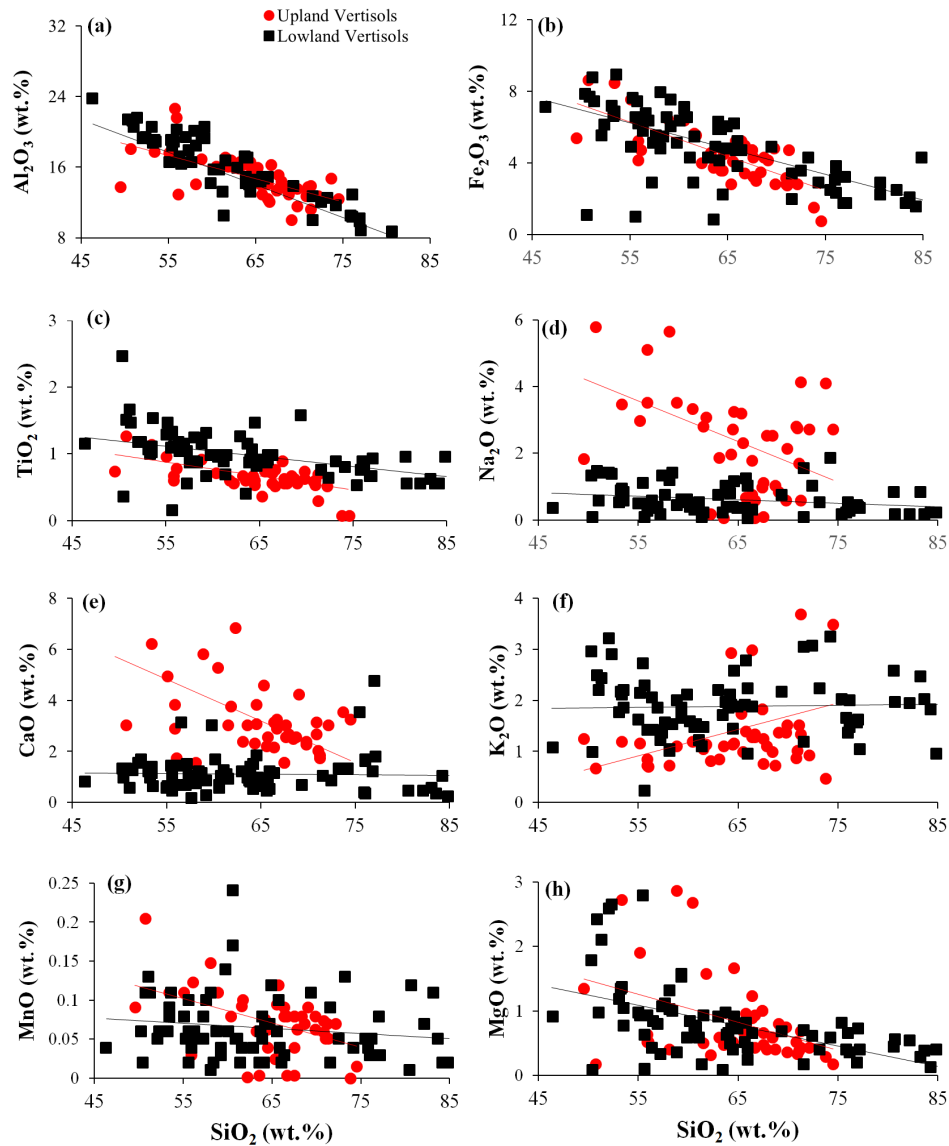 (a)
Upland Vertisols
Lowland Vertisols
Al₂O₃ (wt.%)
32
24
16
8
45 55 65 75 85
(b)
Fe₂O₃ (wt.%)
12
8
4
0
45 55 65 75 85
(c)
TiO₂ (wt.%)
3
2
1
0
45 55 65 75 85
(d)
Na₂O (wt.%)
6
4
2
0
45 55 65 75 85
(e)
CaO (wt.%)
8
6
4
2
0
45 55 65 75 85
(f)
K₂O (wt.%)
4
3
2
1
0
45 55 65 75 85
(g)
MnO (wt.%)
0.25
0.2
0.15
0.1
0.05
0
45 55 65 75 85
SiO₂ (wt.%)
(h)
MgO (wt.%)
3
2
1
0
45 55 65 75 85
SiO₂ (wt.%)